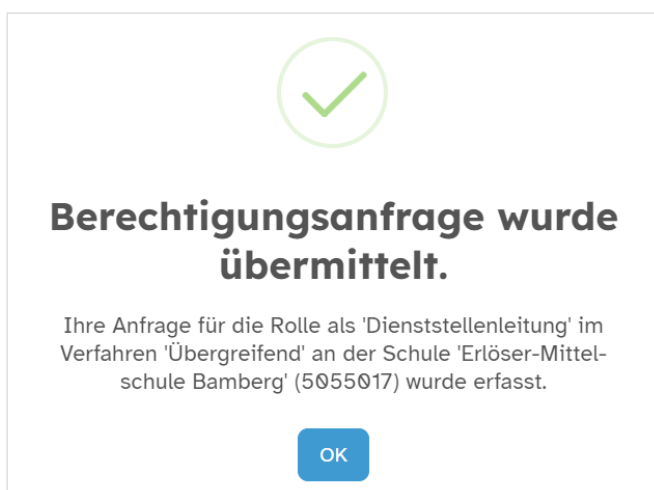 Berechtigungsanfrage wurde
übermittelt.
Ihre Anfrage für die Rolle als 'Dienststellenleitung' im
Verfahren 'Übergreifend' an der Schule 'Erlöser-Mittel-
schule Bamberg' (5055017) wurde erfasst.
OK